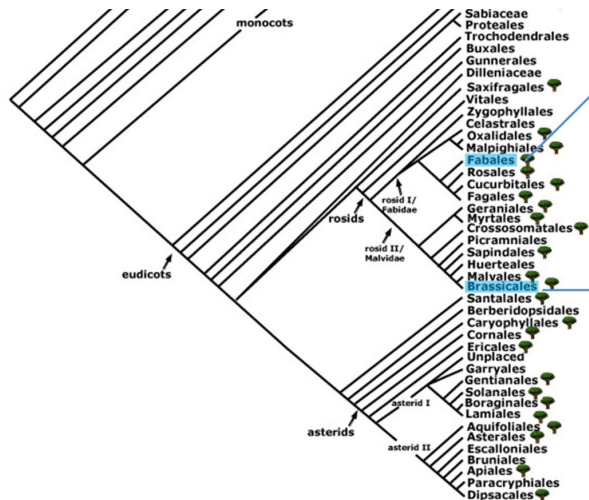 monocots
Sabiaceae
Proteales
Trochodendrales
Buxales
Gunnerales
Dilleniaceae
Saxifragales
Vitales
Zygophyllales
Celastrales
Oxalidales
Malpighiales
Fabales
Rosales
Cucurbitales
Fagales
Geraniales
Myrtales
Crossosomatales
Picramniales
Sapindales
Huerteales
Malvales
Brassicales
Santalales
Berberidopsidales
Caryophyllales
Cornales
Ericales
Unplaced
Garryales
Gentianales
Solanales
Boraginales
Lamiales
Aquifoliales
Asterales
Escalloniales
Bruniales
Apiales
Paracryphiales
Dipsacales
rosid I/
Fabidae
rosids
rosid II/
Malvidae
eudicots
asterid I
asterids
asterid II